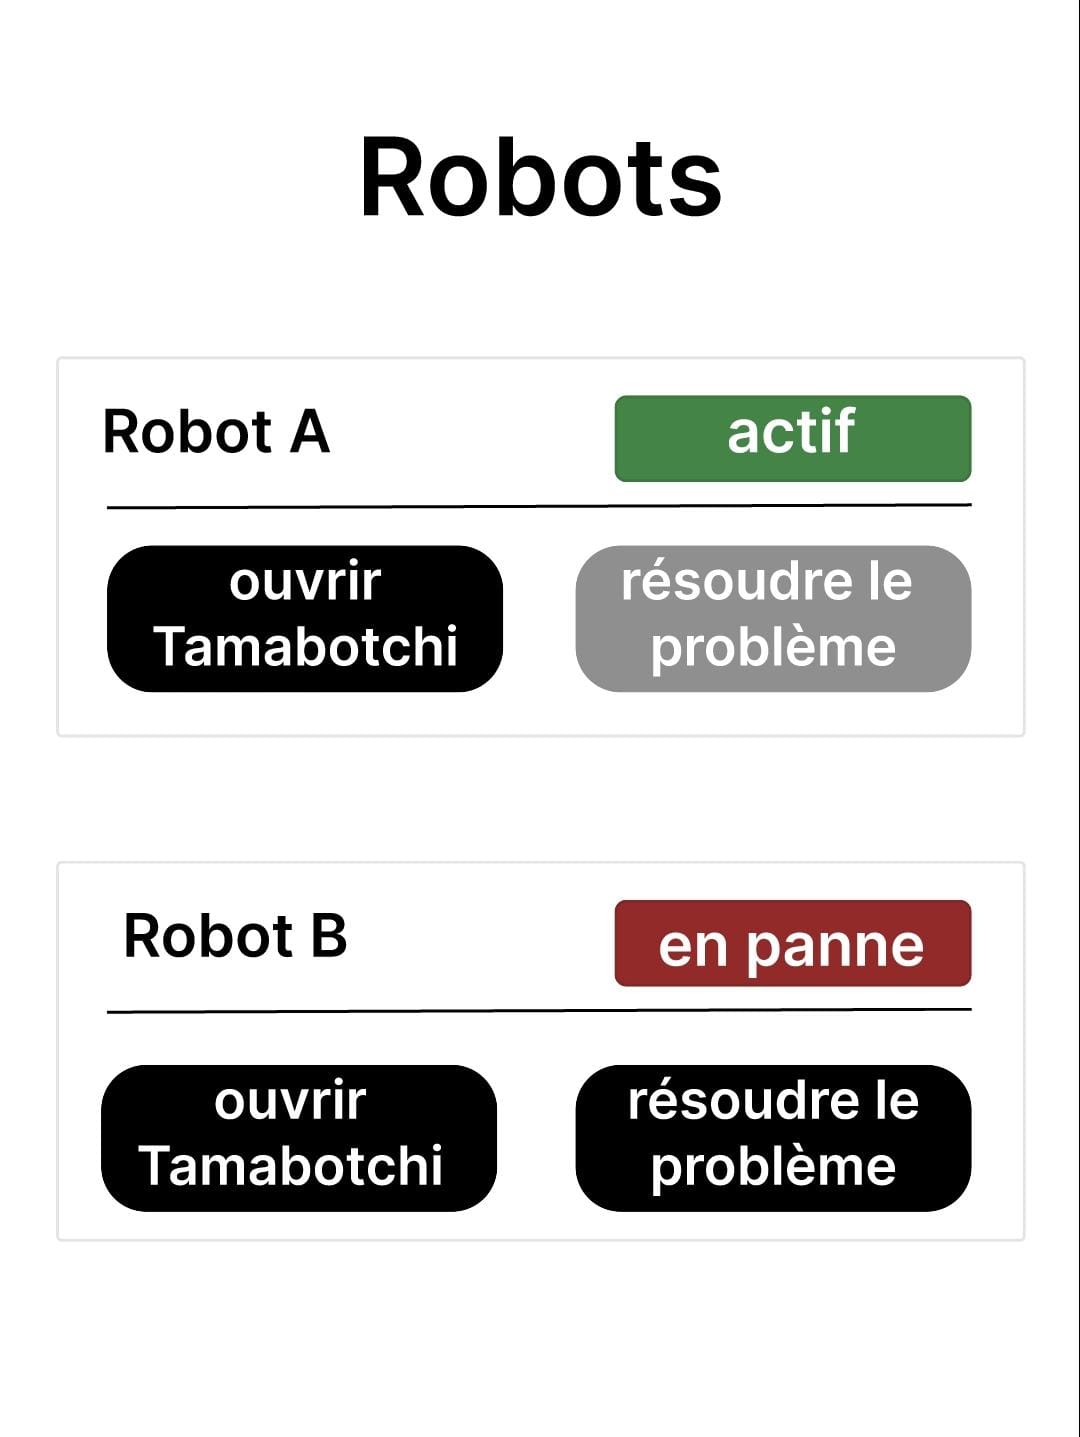 Robots
Robot A
actif
ouvrir
Tamabotchi
résoudre le
problème
Robot B
en panne
ouvrir
Tamabotchi
résoudre le
problème